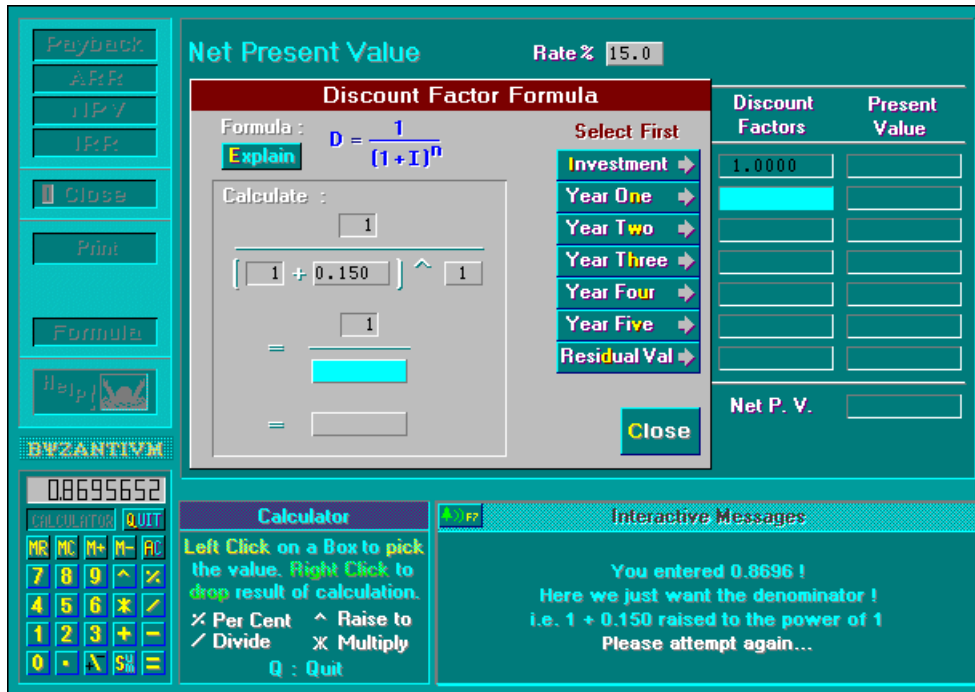 Payback
ARR
NPV
IRR
Close
Print
Formula
Help!
BΨZANTIVM
Net Present Value
Rate % 15.0
Discount Factor Formula
Formula :
Explain
D = 1
(1 + I)n
Calculate :
1
( 1 + 0.150 ) ^ 1
= 1
=
Select First
Investment
Year One
Year Two
Year Three
Year Four
Year Five
Residual Val
Close
Discount Factors
Present Value
1.0000
Net P. V.
0.8695652
CALCULATOR QUIT
MR MC M+ M- AC
7 8 9 ^ %
4 5 6 * /
1 2 3 + -
0 . =
Calculator
Left Click on a Box to pick
the value. Right Click to
drop result of calculation.
% Per Cent ^ Raise to
/ Divide * Multiply
Q : Quit
F7
Interactive Messages
You entered 0.8696 !
Here we just want the denominator !
i.e. 1 + 0.150 raised to the power of 1
Please attempt again...